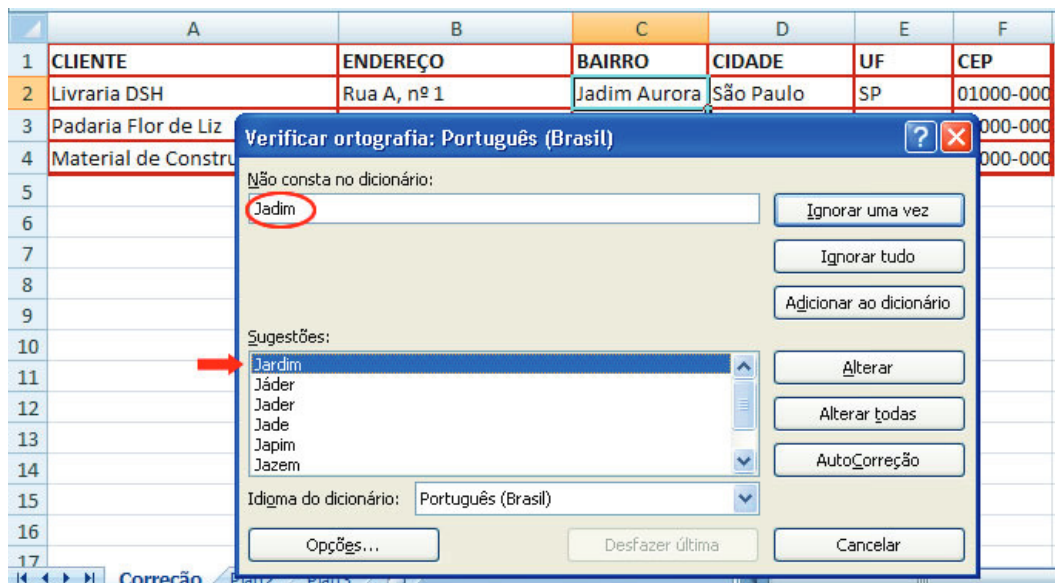 A B C D E F
1 CLIENTE ENDEREÇO BAIRRO CIDADE UF CEP
2 Livraria DSH Rua A, nº 1 Jadim Aurora São Paulo SP 01000-000
3 Padaria Flor de Liz 000-000
4 Material de Constru 000-000
Verificar ortografia: Português (Brasil)
Não consta no dicionário:
Jadim Ignorar uma vez
5
6
7 Ignorar tudo
8
9 Adicionar ao dicionário
Sugestões:
10 Jardim Alterar
11 Jáder
Jader
12 Jade Alterar todas
13 Japim
14 Jazem AutoCorreção
15 Idioma do dicionário: Português (Brasil)
16 Opções... Desfazer última Cancelar
17
Correção Plan2 Plan3